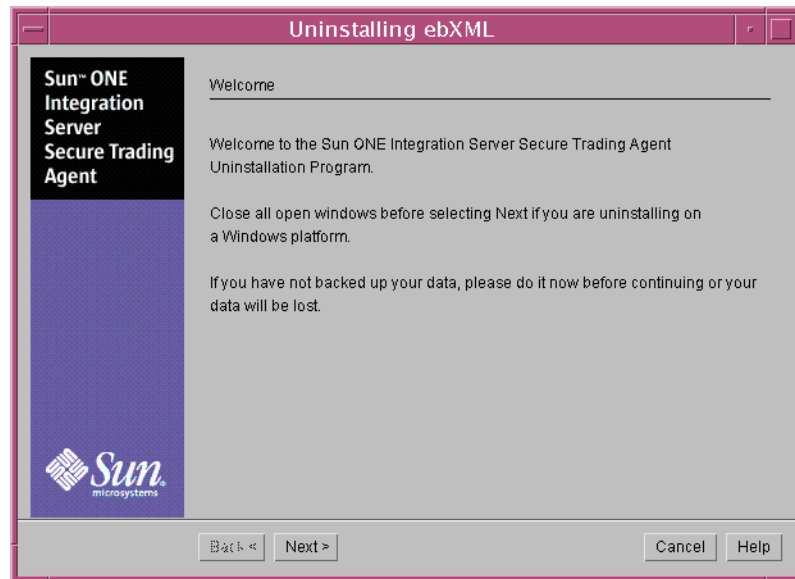 Uninstalling ebXML
Sun™ ONE
Integration
Server
Secure Trading
Agent
Welcome
Welcome to the Sun ONE Integration Server Secure Trading Agent
Uninstallation Program.
Close all open windows before selecting Next if you are uninstalling on
a Windows platform.
If you have not backed up your data, please do it now before continuing or your
data will be lost.
Sun.
microsystems
Back <
Next >
Cancel
Help